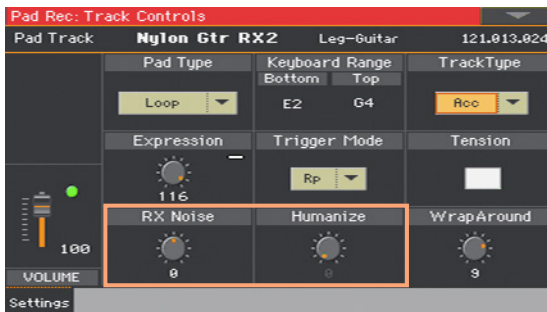 Pad Rec: Track Controls
Pad Track Nylon Gtr RX2 Leg-Guitar 121.013.024
Pad Type Keyboard Range TrackType
Bottom Top
Loop E2 G4 Acc
Expression Trigger Mode Tension
116 Rp
RX Noise Humanize WrapAround
100
0 0 9
VOLUME
Settings